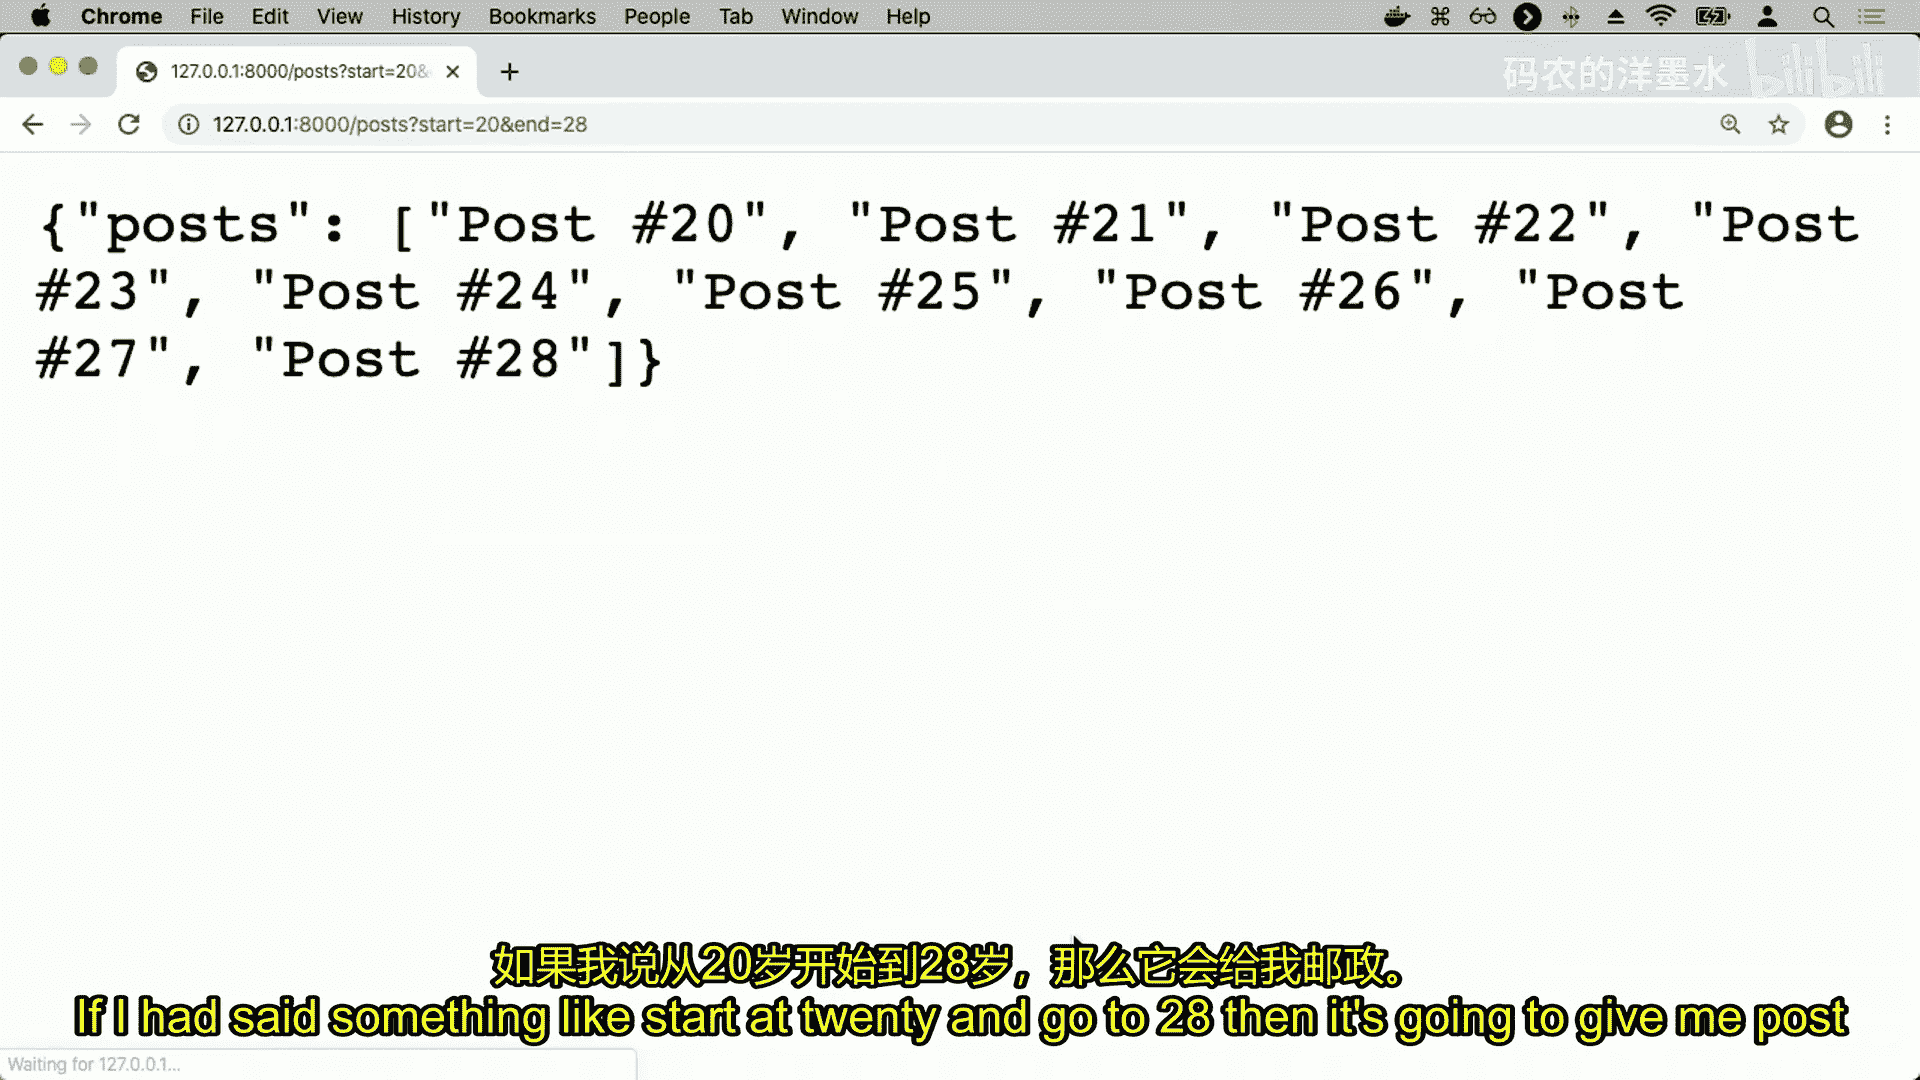 Chrome File Edit View History Bookmarks People Tab Window Help
127.0.0.1:8000/posts?start=20&
码农的洋墨水 bilibili
127.0.0.1:8000/posts?start=20&end=28
{"posts": ["Post #20", "Post #21", "Post #22", "Post
#23", "Post #24", "Post #25", "Post #26", "Post
#27", "Post #28"]}
如果我说从20岁开始到28岁，那么它会给我邮政。
If I had said something like start at twenty and go to 28 then it's going to give me post
Waiting for 127.0.0.1...